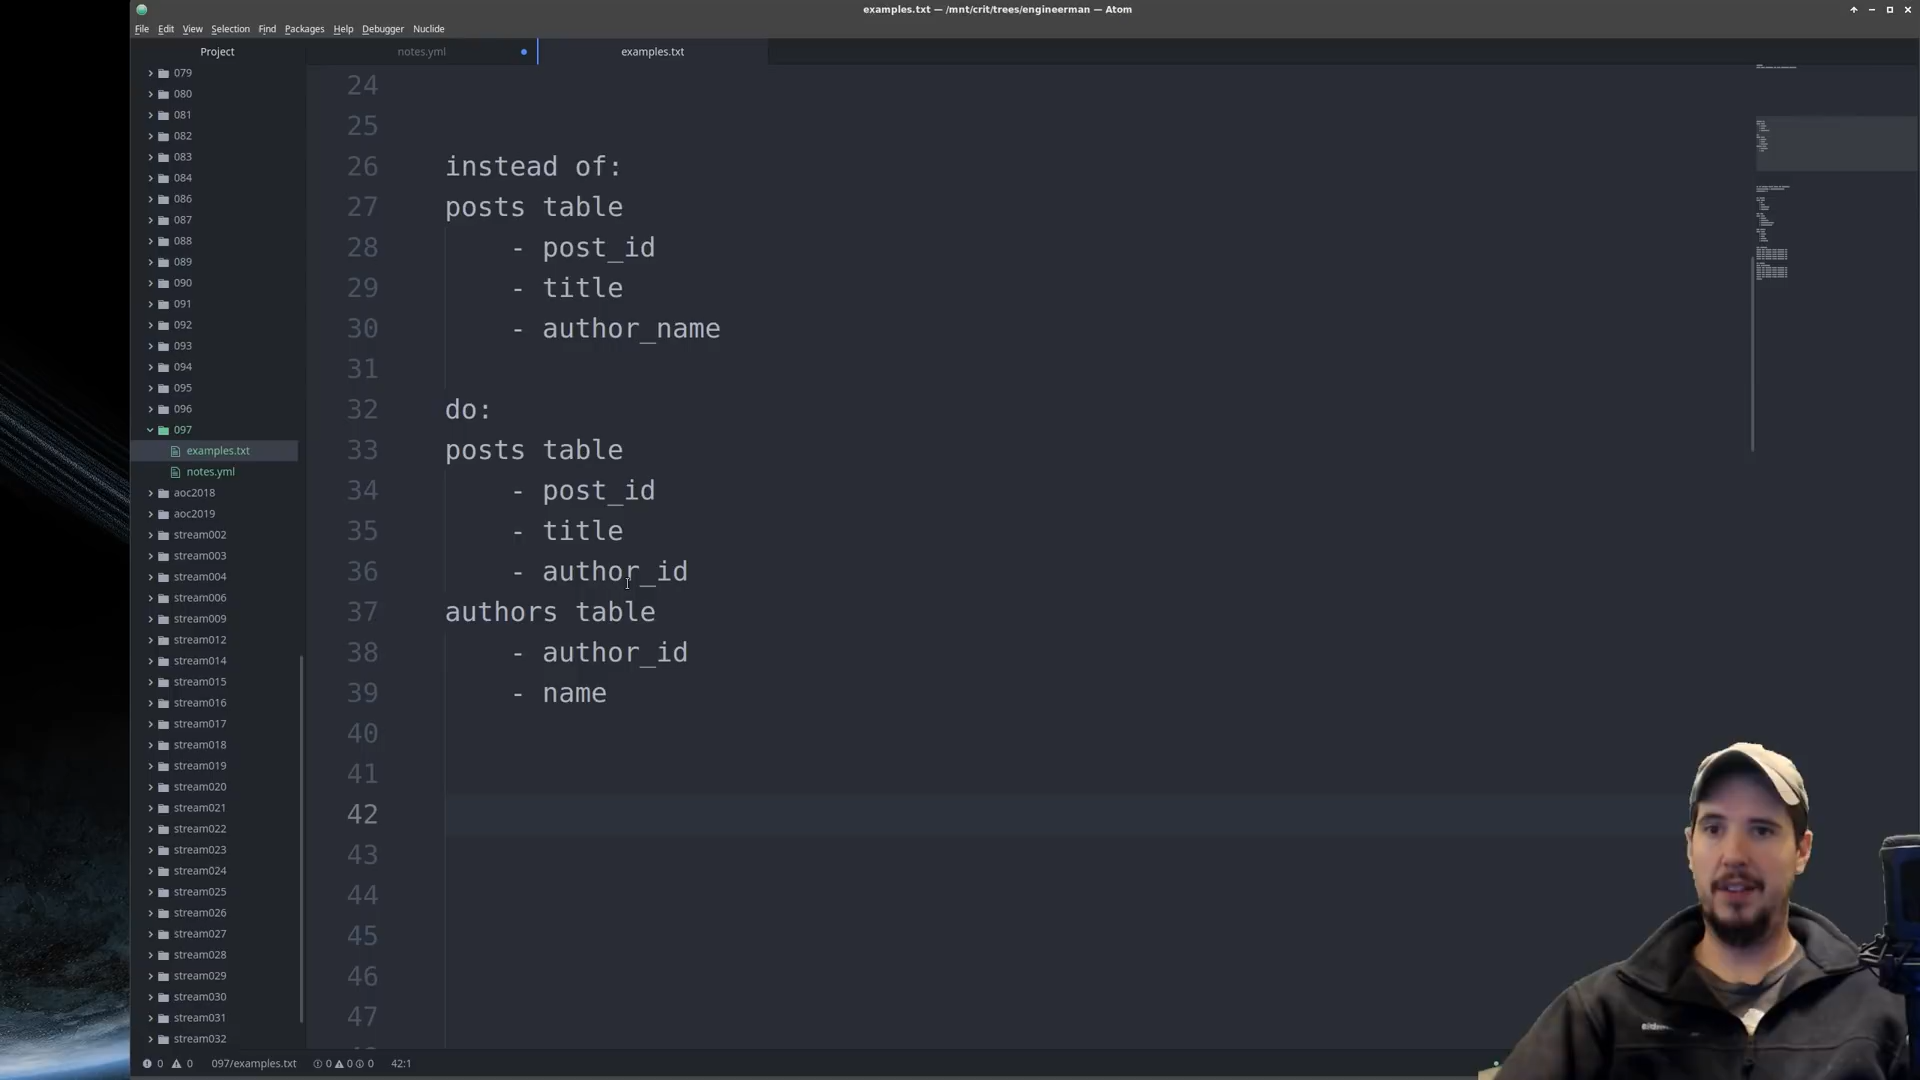 examples.txt — /mnt/crit/trees/engineerman — Atom
File Edit View Selection Find Packages Help Debugger Nuclide
Project
notes.yml
examples.txt
079
080
081
082
083
084
086
087
088
089
090
091
092
093
094
095
096
097
examples.txt
notes.yml
aoc2018
aoc2019
stream002
stream003
stream004
stream006
stream009
stream012
stream014
stream015
stream016
stream017
stream018
stream019
stream020
stream021
stream022
stream023
stream024
stream025
stream026
stream027
stream028
stream029
stream030
stream031
stream032
24
25
26 instead of:
27 posts table
28 - post_id
29 - title
30 - author_name
31
32 do:
33 posts table
34 - post_id
35 - title
36 - author_id
37 authors table
38 - author_id
39 - name
40
41
42
43
44
45
46
47
0 0 097/examples.txt 0 0 0 42:1